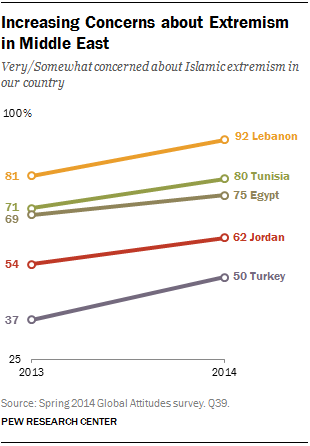 Increasing Concerns about Extremism
in Middle East
Very/Somewhat concerned about Islamic extremism in
our country
100%
92 Lebanon
81
80 Tunisia
75 Egypt
71
69
62 Jordan
54
50 Turkey
37
25
2013 2014
Source: Spring 2014 Global Attitudes survey. Q39.
PEW RESEARCH CENTER